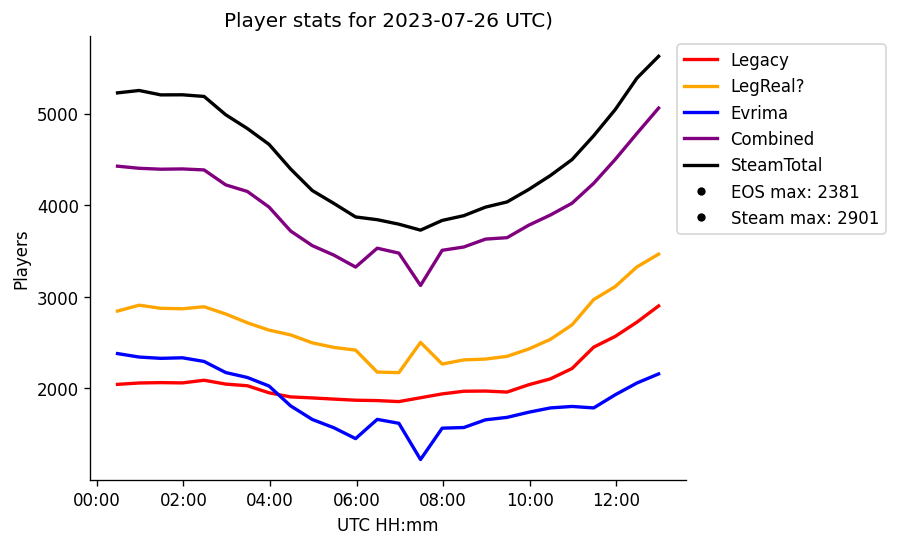 Player stats for 2023-07-26 UTC)
Legacy
LegReal?
Evrima
Combined
SteamTotal
EOS max: 2381
Steam max: 2901
Players
5000
4000
3000
2000
00:00 02:00 04:00 06:00 08:00 10:00 12:00
UTC HH:mm